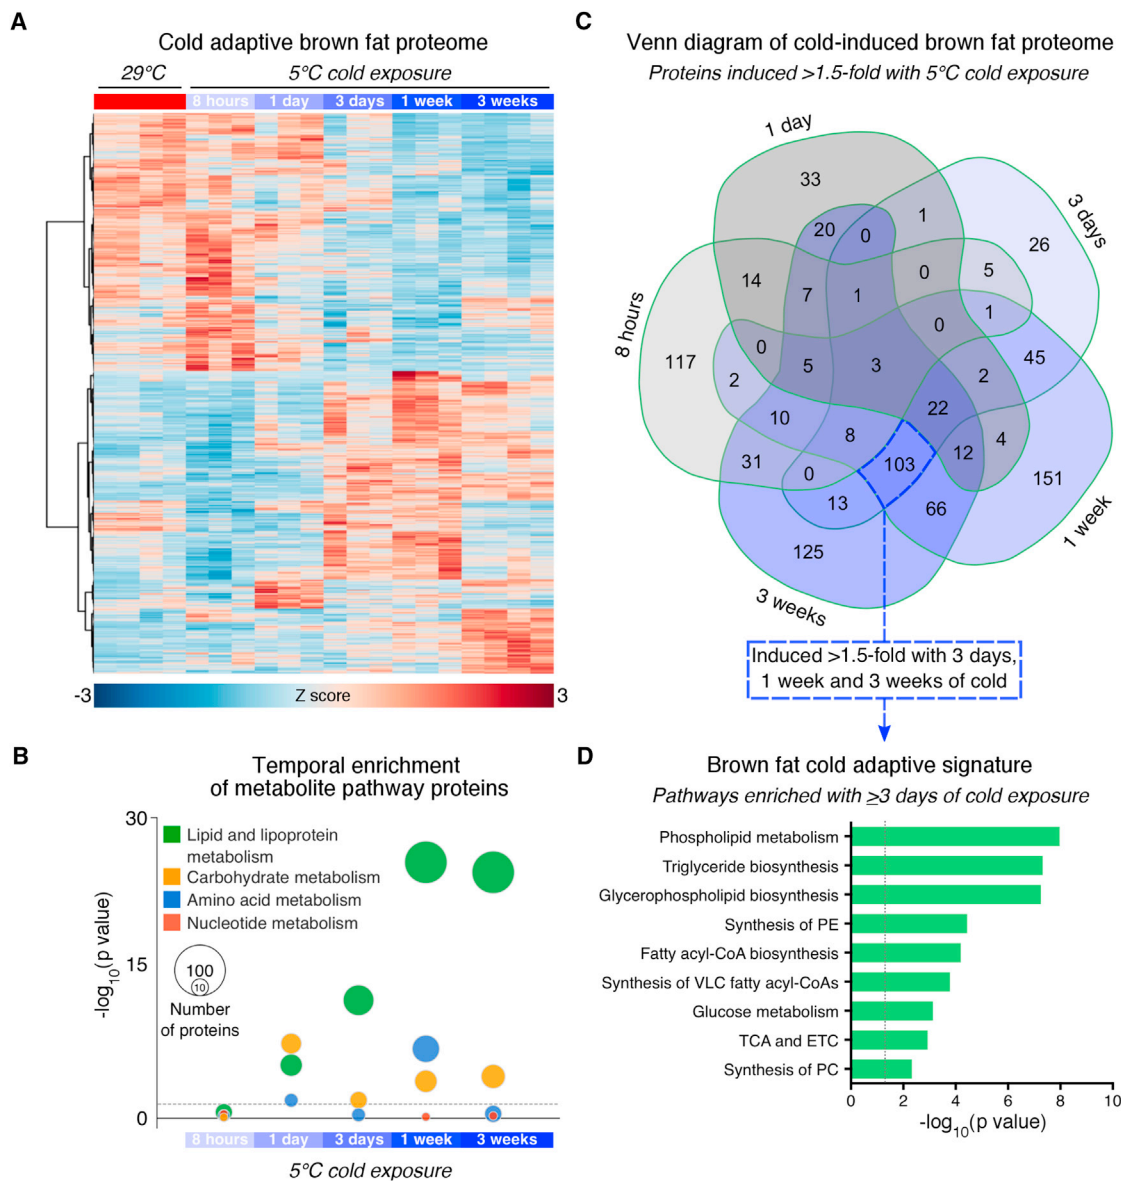 A
Cold adaptive brown fat proteome
29°C
5°C cold exposure
8 hours
1 day
3 days
1 week
3 weeks
-3
Z score
3
B
Temporal enrichment
of metabolite pathway proteins
30
15
0
-log10(p value)
Lipid and lipoprotein
metabolism
Carbohydrate metabolism
Amino acid metabolism
Nucleotide metabolism
100
10
Number
of proteins
8 hours
1 day
3 days
1 week
3 weeks
5°C cold exposure
C
Venn diagram of cold-induced brown fat proteome
Proteins induced >1.5-fold with 5°C cold exposure
1 day
3 days
8 hours
1 week
3 weeks
33
1
26
20
0
5
14
7
1
0
1
0
45
117
0
5
3
2
2
22
10
8
12
4
31
0
103
151
13
66
125
Induced >1.5-fold with 3 days,
1 week and 3 weeks of cold
D
Brown fat cold adaptive signature
Pathways enriched with ≥3 days of cold exposure
Phospholipid metabolism
Triglyceride biosynthesis
Glycerophospholipid biosynthesis
Synthesis of PE
Fatty acyl-CoA biosynthesis
Synthesis of VLC fatty acyl-CoAs
Glucose metabolism
TCA and ETC
Synthesis of PC
0 2 4 6 8 10
-log10(p value)